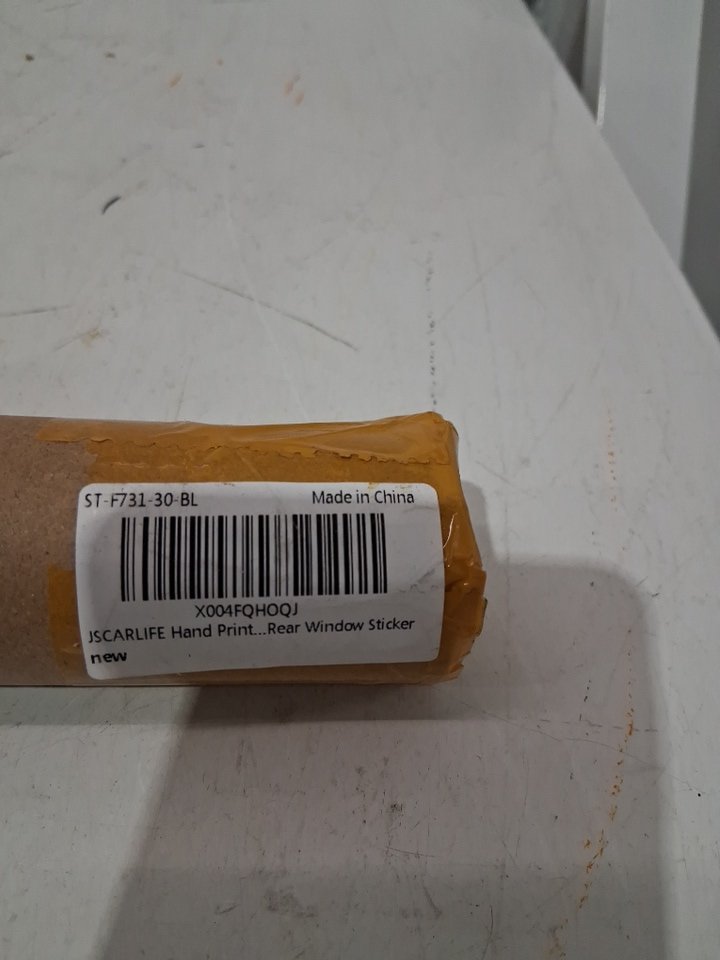 ST-F731-30-BL Made in China
X004FQHOQJ
JSCARLIFE Hand Print...Rear Window Sticker
new